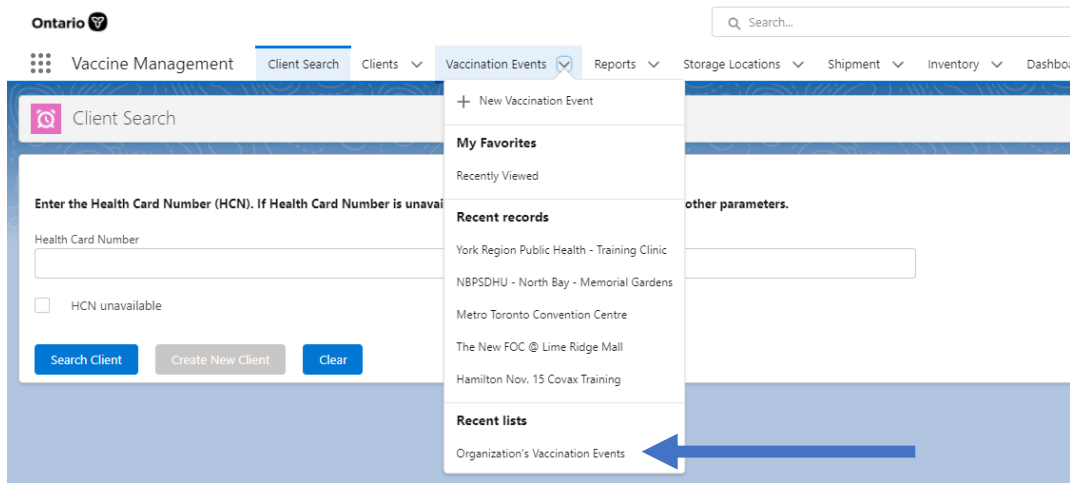 Ontario
Search...
Vaccine Management
Client Search
Clients
Vaccination Events
Reports
Storage Locations
Shipment
Inventory
New Vaccination Event
Client Search
My Favorites
Recently Viewed
Enter the Health Card Number (HCN). If Health Card Number is
other parameters.
Recent records
Health Card Number
York Region Public Health - Training Clinic
NBPSDHU - North Bay - Memorial Gardens
HCN unavailable
Metro Toronto Convention Centre
The New FOC @ Lime Ridge Mall
Search Client
Create New Client
Clear
Hamilton Nov. 15 Covax Training
Recent lists
Organization's Vaccination Events